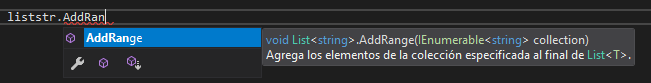 liststr.AddRan
AddRange
void List<string>.AddRange(IEnumerable<string> collection)
Agrega los elementos de la colección especificada al final de List<T>.